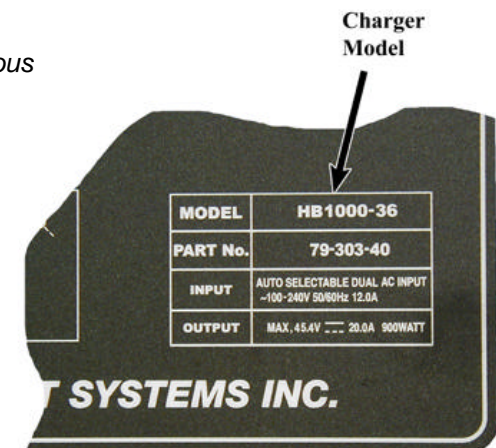 Charger
Model
ous
MODEL HB1000-36
PART No. 79-303-40
INPUT AUTO SELECTABLE DUAL AC INPUT
~100-240V 50/60Hz 12.0A
OUTPUT MAX, 45.4V ⎓ 20.0A 900WATT
T SYSTEMS INC.